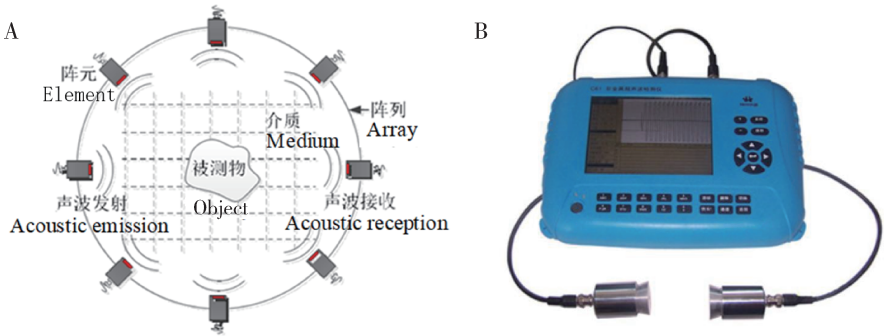 A
阵元
Element
介质
Medium
阵列
Array
被测物
Object
声波发射
Acoustic emission
声波接收
Acoustic reception
B